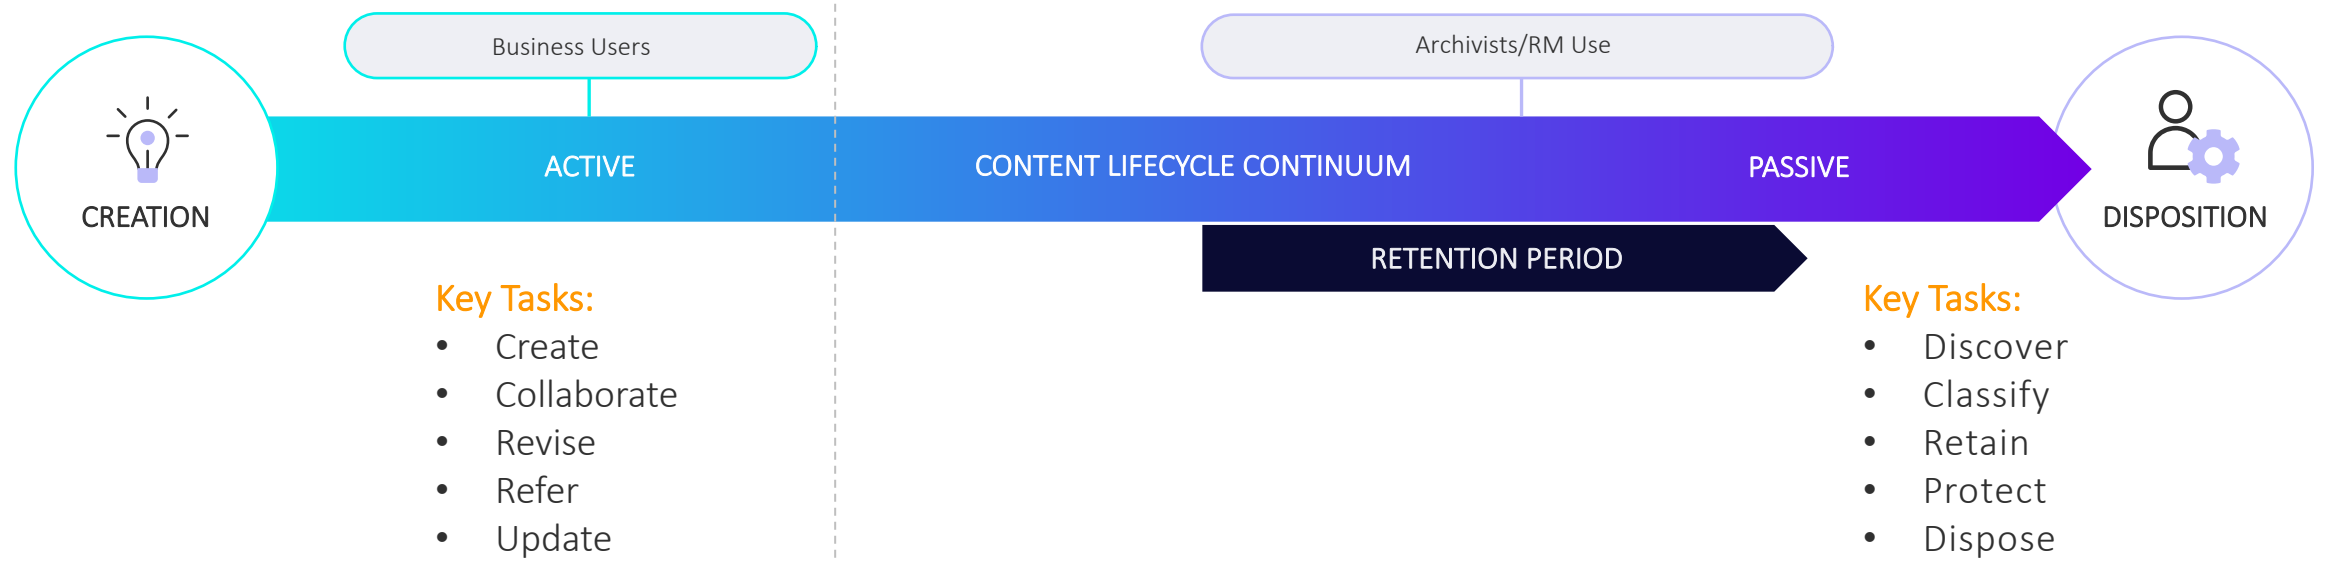 Business Users
Archivists/RM Use
CREATION
ACTIVE
CONTENT LIFECYCLE CONTINUUM
PASSIVE
DISPOSITION
RETENTION PERIOD
Key Tasks:
• Create
• Collaborate
• Revise
• Refer
• Update
Key Tasks:
• Discover
• Classify
• Retain
• Protect
• Dispose